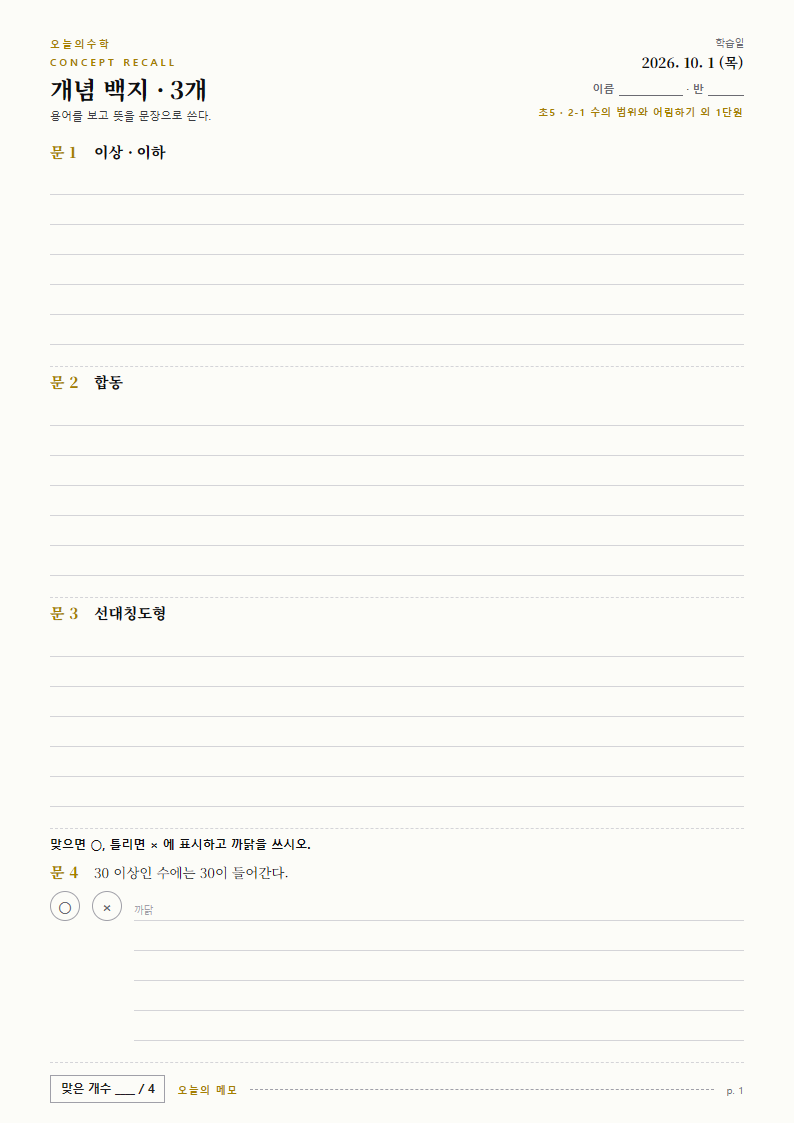 오늘의수학
CONCEPT RECALL
개념 백지 · 3개
용어를 보고 뜻을 문장으로 쓴다.
학습일
2026. 10. 1 (목)
이름 ________ · 반 ____
초5 · 2-1 수의 범위와 어림하기 외 1단원
문 1 이상 · 이하
문 2 합동
문 3 선대칭도형
맞으면 ○, 틀리면 × 에 표시하고 까닭을 쓰시오.
문 4 30 이상인 수에는 30이 들어간다.
○ × 까닭
맞은 개수 ___ / 4 오늘의 메모 p. 1